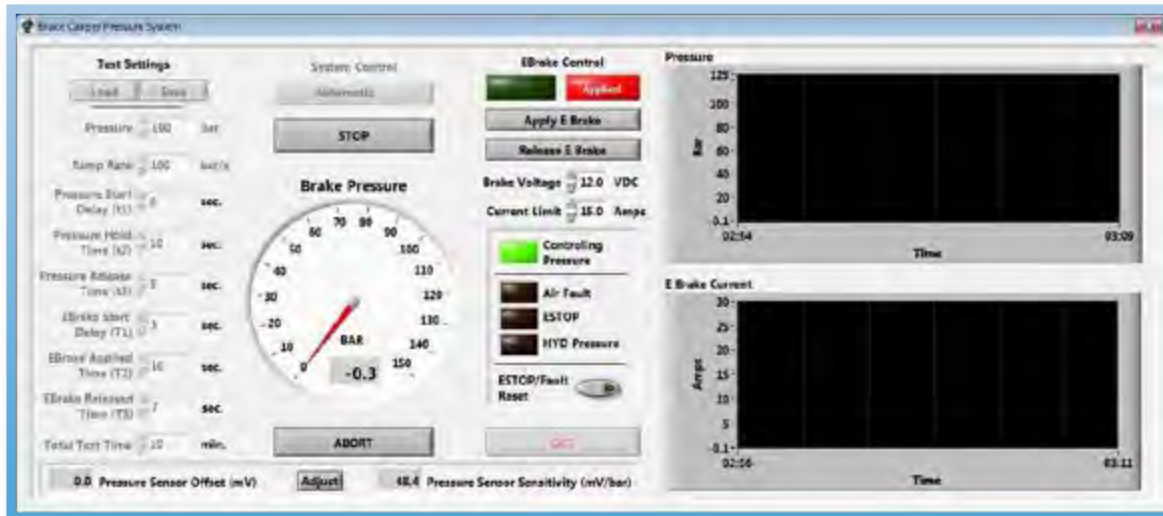 Brake Caliper Pressure System
Test Settings
Load Save
Pressure 100 bar
Ramp Rate 100 bar/s
Pressure Start
Delay (t1) sec.
Pressure Hold
Time (t2) 10 sec.
Pressure Release
Time (t3) sec.
EBrake Start
Delay (T1) sec.
EBrake Applied
Time (T2) 10 sec.
EBrake Released
Time (T3) sec.
Total Test Time 10 min.
System Control
Automatic
STOP
Brake Pressure
0 10 20 30 40 50 60 70 80 90 100 110 120 130 140 150
BAR
-0.3
ABORT
EBrake Control
Applied
Apply E Brake
Release E Brake
Brake Voltage 12.0 VDC
Current Limit 15.0 Amps
Controling
Pressure
Air Fault
ESTOP
HYD Pressure
ESTOP/Fault
Reset
0.0 Pressure Sensor Offset (mV) Adjust 48.4 Pressure Sensor Sensitivity (mV/bar)
Pressure
125
100
80
60
40
20
0.1
Bar
02:54 03:09
Time
E Brake Current
30
25
20
15
10
5
-0.1
Amps
02:56 03:11
Time